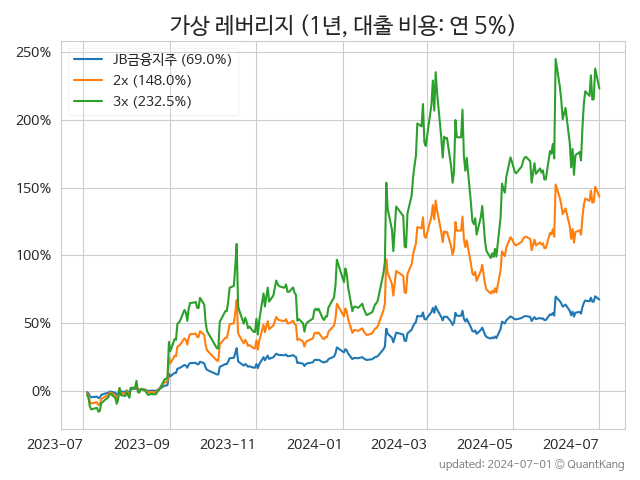 가상 레버리지 (1년, 대출 비용: 연 5%)
250%
200%
150%
100%
50%
0%
JB금융지주 (69.0%)
2x (148.0%)
3x (232.5%)
2023-07
2023-09
2023-11
2024-01
2024-03
2024-05
2024-07
updated: 2024-07-01 © QuantKang